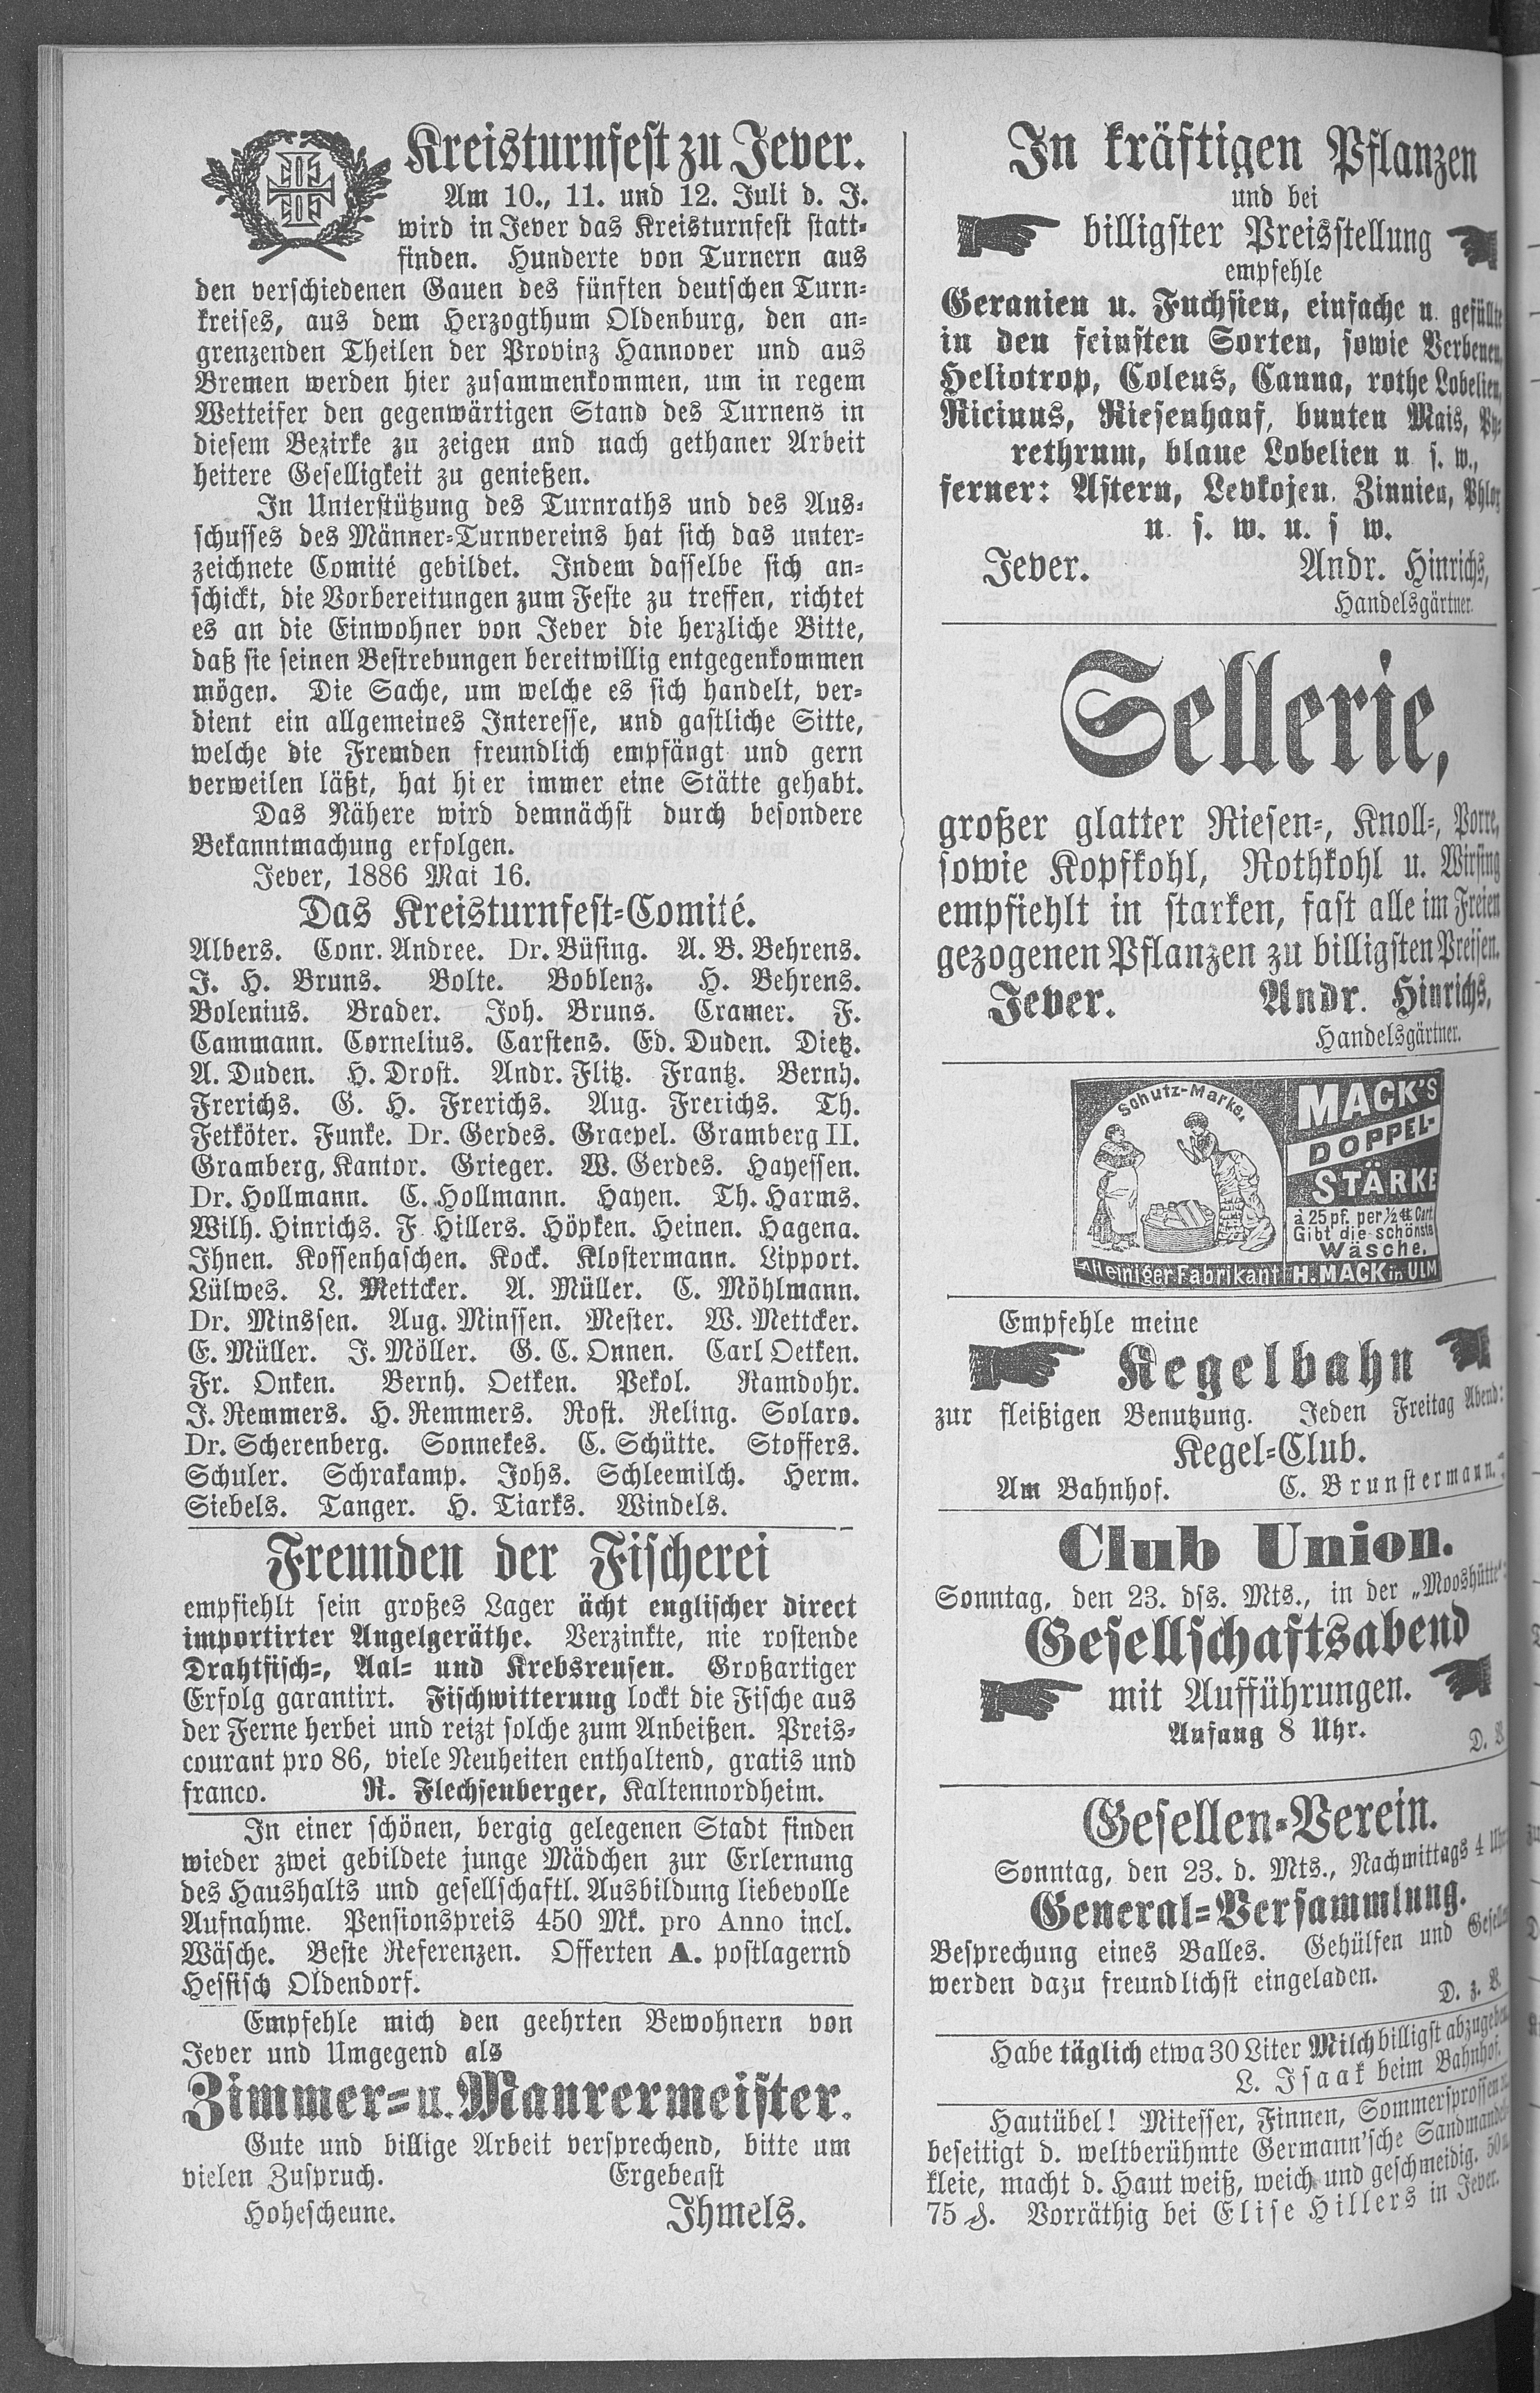 Kreisturnfest zu Jever.
Am 10., 11. und 12. Juli d. J.
wird in Jever das Kreisturnfest statt-
finden. Hunderte von Turnern aus
den verschiedenen Gauen des fünften deutschen Turn-
kreises, aus dem Herzogthum Oldenburg, den an-
grenzenden Theilen der Provinz Hannover und aus
Bremen werden hier zusammenkommen, um in regem
Wetteifer den gegenwärtigen Stand des Turnens in
diesem Bezirke zu zeigen und nach gethaner Arbeit
heitere Geselligkeit zu genießen.
In Unterstützung des Turnraths und des Aus-
schusses des Männer-Turnvereins hat sich das unter-
zeichnete Comité gebildet. Indem dasselbe sich an-
schickt, die Vorbereitungen zum Feste zu treffen, richtet
es an die Einwohner von Jever die herzliche Bitte,
daß sie seinen Bestrebungen bereitwillig entgegenkommen
mögen. Die Sache, um welche es sich handelt, ver-
dient ein allgemeines Interesse, und gastliche Sitte,
welche die Fremden freundlich empfängt und gern
verweilen läßt, hat hier immer eine Stätte gehabt.
Das Nähere wird demnächst durch besondere
Bekanntmachung erfolgen.
Jever, 1886 Mai 16.
Das Kreisturnfest-Comité.
Albers. Conr. Andree. Dr. Büsing. A. B. Behrens.
J. H. Bruns. Bolte. Boblenz. H. Behrens.
Bolenius. Brader. Joh. Bruns. Cramer. F.
Cammann. Cornelius. Carstens. Ed. Duden. Dietz.
A. Duden. H. Drost. Andr. Flitz. Frantz. Bernh.
Frerichs. G. H. Frerichs. Aug. Frerichs. Th.
Fetköter. Funke. Dr. Gerdes. Graepel. Gramberg II.
Gramberg, Kantor. Grieger. W. Gerdes. Hayessen.
Dr. Hollmann. C. Hollmann. Hayen. Th. Harms.
Wilh. Hinrichs. F. Hillers. Höpken. Heinen. Hagena.
Ihnen. Kossenhaschen. Kock. Klostermann. Lipport.
Lülwes. L. Mettcker. A. Müller. C. Möhlmann.
Dr. Minssen. Aug. Minssen. Mester. W. Mettcker.
E. Müller. J. Möller. G. C. Onnen. Carl Oetken.
Fr. Onken. Bernh. Oetken. Pekol. Ramdohr.
J. Remmers. H. Remmers. Rost. Reling. Solaro.
Dr. Scherenberg. Sonnekes. C. Schütte. Stoffers.
Schuler. Schrakamp. Johs. Schleemilch. Herm.
Siebels. Tanger. H. Tiarks. Windels.
Freunden der Fischerei
empfiehlt sein großes Lager ächt englischer direct
importirter Angelgeräthe. Verzinkte, nie rostende
Drahtfisch-, Aal- und Krebsreusen. Großartiger
Erfolg garantirt. Fischwitterung lockt die Fische aus
der Ferne herbei und reizt solche zum Anbeißen. Preis-
courant pro 86, viele Neuheiten enthaltend, gratis und
franco. R. Flechsenberger, Kaltennordheim.
In einer schönen, bergig gelegenen Stadt finden
wieder zwei gebildete junge Mädchen zur Erlernung
des Haushalts und gesellschaftl. Ausbildung liebevolle
Aufnahme. Pensionspreis 450 Mk. pro Anno incl.
Wäsche. Beste Referenzen. Offerten A. postlagernd
Hessisch Oldendorf.
Empfehle mich den geehrten Bewohnern von
Jever und Umgegend als
Zimmer- u. Maurermeister.
Gute und billige Arbeit versprechend, bitte um
vielen Zuspruch. Ergebenst
Hohescheune. Ihmels.
In kräftigen Pflanzen
und bei
billigster Preisstellung
empfehle
Geranien u. Fuchsien, einfache u. gefüllte
in den feinsten Sorten, sowie Verbenen,
Heliotrop, Coleus, Canna, rothe Lobelien,
Ricinus, Riesenhanf, bunten Mais, Py-
rethrum, blaue Lobelien u. s. w.,
ferner: Astern, Levkojen, Zinnien, Phlox
u. s. w. u. s w.
Jever. Andr. Hinrichs,
Handelsgärtner.
Sellerie,
großer glatter Riesen-, Knoll-, Porre,
sowie Kopfkohl, Rothkohl u. Wirsing
empfiehlt in starken, fast alle im Freien
gezogenen Pflanzen zu billigsten Preisen.
Jever. Andr. Hinrichs,
Handelsgärtner.
Schutz-Marke.
MACK'S
DOPPEL-
STÄRKE
à 25 pf. per ½ ℔ Cart.
Gibt die schönste
Wäsche.
Alleiniger Fabrikant H. MACK in ULM
Empfehle meine
Kegelbahn
zur fleißigen Benutzung. Jeden Freitag Abend:
Kegel-Club.
Am Bahnhof. C. Brunstermann.
Club Union.
Sonntag, den 23. dss. Mts., in der „Mooshütte":
Gesellschaftsabend
mit Aufführungen.
Anfang 8 Uhr.
D. V.
Gesellen-Verein.
Sonntag, den 23. d. Mts., Nachmittags 4 Uhr
General-Versammlung.
Besprechung eines Balles. Gehülfen und Gesellen
werden dazu freundlichst eingeladen.
D. z. V.
Habe täglich etwa 30 Liter Milch billigst abzugeben.
L. Isaak beim Bahnhof.
Hautübel! Mitesser, Finnen, Sommersprossen
beseitigt d. weltberühmte Germann'sche Sandmandel-
kleie, macht d. Haut weiß, weich und geschmeidig. 50 u.
75 ₰. Vorräthig bei Elise Hillers in Jever.